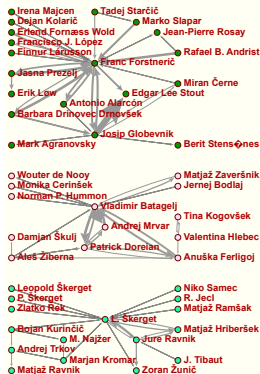 Irena Majcen
Tadej Starčič
Dejan Kolarič
Marko Slapar
Erlend Fornæss Wold
Jean-Pierre Rosay
Francisco J. López
Finnur Lárusson
Rafael B. Andrist
Franc Forstnerič
Jasna Prezelj
Miran Černe
Erik Løw
Edgar Lee Stout
Antonio Alarcón
Barbara Drinovec Drnovšek
Josip Globevnik
Mark Agranovsky
Berit Stens�nes
Wouter de Nooy
Matjaž Zaveršnik
Monika Cerinšek
Jernej Bodlaj
Norman P. Hummon
Vladimir Batagelj
Tina Kogovšek
Andrej Mrvar
Damian Škulj
Valentina Hlebec
Patrick Doreian
Aleš Žiberna
Anuška Ferligoj
Leopold Škerget
Niko Samec
P. Škerget
R. Jecl
Zlatko Rek
Matjaž Ramšak
L. Škerget
Bojan Kurinčič
Matjaž Hriberšek
M. Najžer
Jure Ravnik
Andrej Trkov
Marjan Kromar
J. Tibaut
Matjaž Ravnik
Zoran Žunič